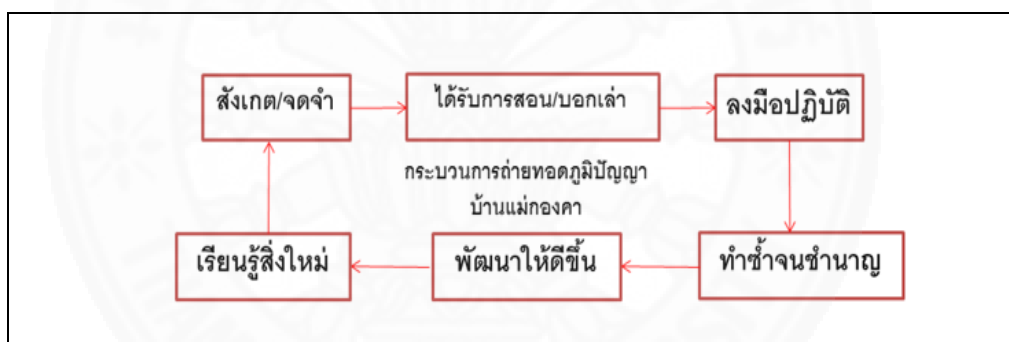 สังเกต/จดจำ
ได้รับการสอน/บอกเล่า
ลงมือปฏิบัติ
กระบวนการถ่ายทอดภูมิปัญญา
บ้านแม่กองคา
เรียนรู้สิ่งใหม่
พัฒนาให้ดีขึ้น
ทำซ้ำจนชำนาญ